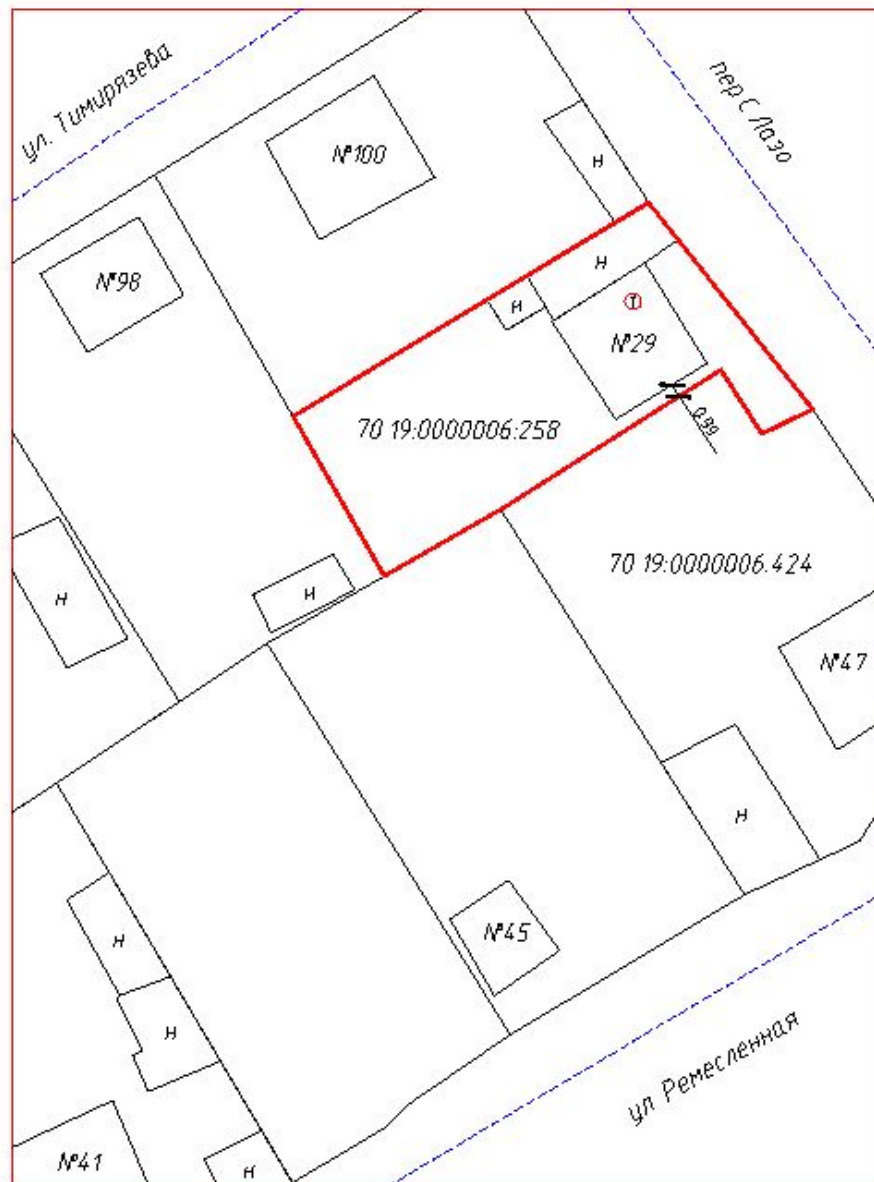 ул. Тимирязева
пер С Лазо
№100
Н
№98
Н
Т
Н
№29
0.99
70 19:0000006:258
70 19:0000006.424
Н
Н
№47
Н
№45
Н
Н
ул Ремесленная
№41
Н